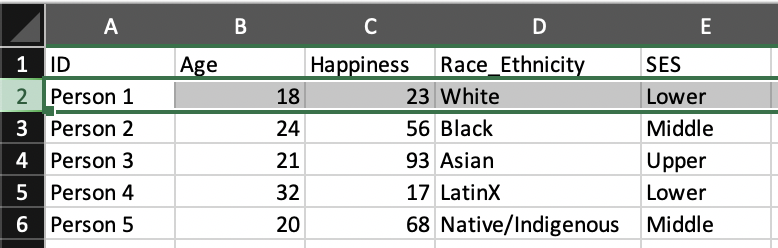 A B C D E
1 ID Age Happiness Race_Ethnicity SES
2 Person 1 18 23 White Lower
3 Person 2 24 56 Black Middle
4 Person 3 21 93 Asian Upper
5 Person 4 32 17 LatinX Lower
6 Person 5 20 68 Native/Indigenous Middle